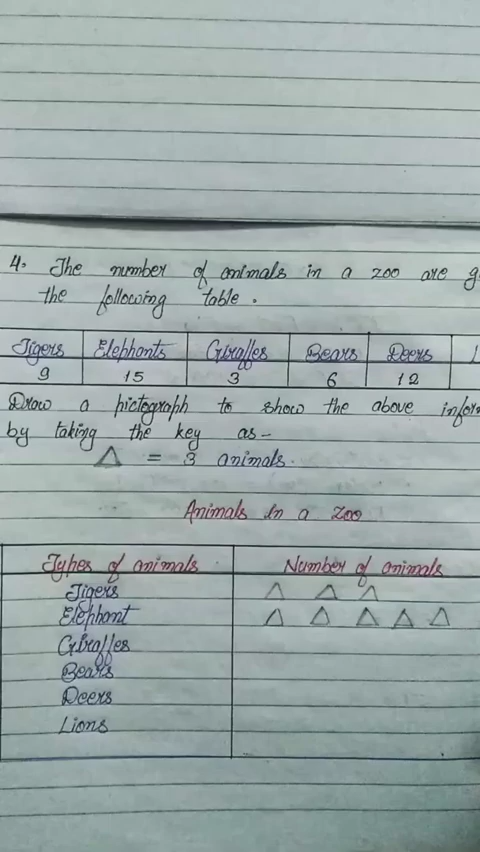 4. The number of animals in a zoo are
the following table.
Tigers Elephants Giraffes Bears Deers
9 15 3 6 12
Draw a pictograph to show the above
by taking the key as-
△ = 3 animals.
Animals in a zoo
Types of animals Number of animals
Tigers △ △ △
Elephant △ △ △ △ △
Giraffes
Bears
Deers
Lions